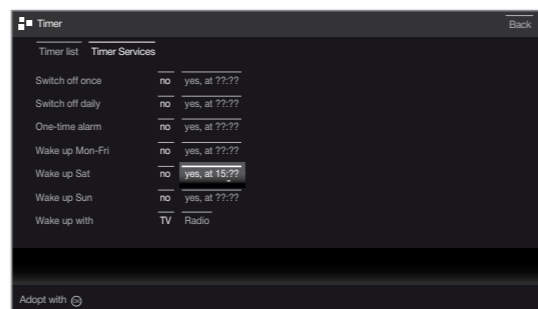 Timer Back
Timer list Timer Services
Switch off once no yes, at ??:??
Switch off daily no yes, at ??:??
One-time alarm no yes, at ??:??
Wake up Mon-Fri no yes, at ??:??
Wake up Sat no yes, at 15:??
Wake up Sun no yes, at ??:??
Wake up with TV Radio
Adopt with OK